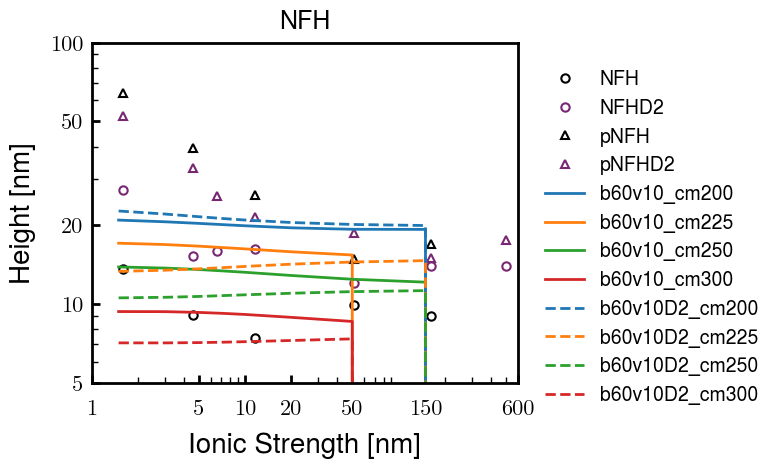 NFH
Height [nm]
100
50
20
10
5
1
5
10
20
50
150
600
Ionic Strength [nm]
NFH
NFHD2
pNFH
pNFHD2
b60v10_cm200
b60v10_cm225
b60v10_cm250
b60v10_cm300
b60v10D2_cm200
b60v10D2_cm225
b60v10D2_cm250
b60v10D2_cm300